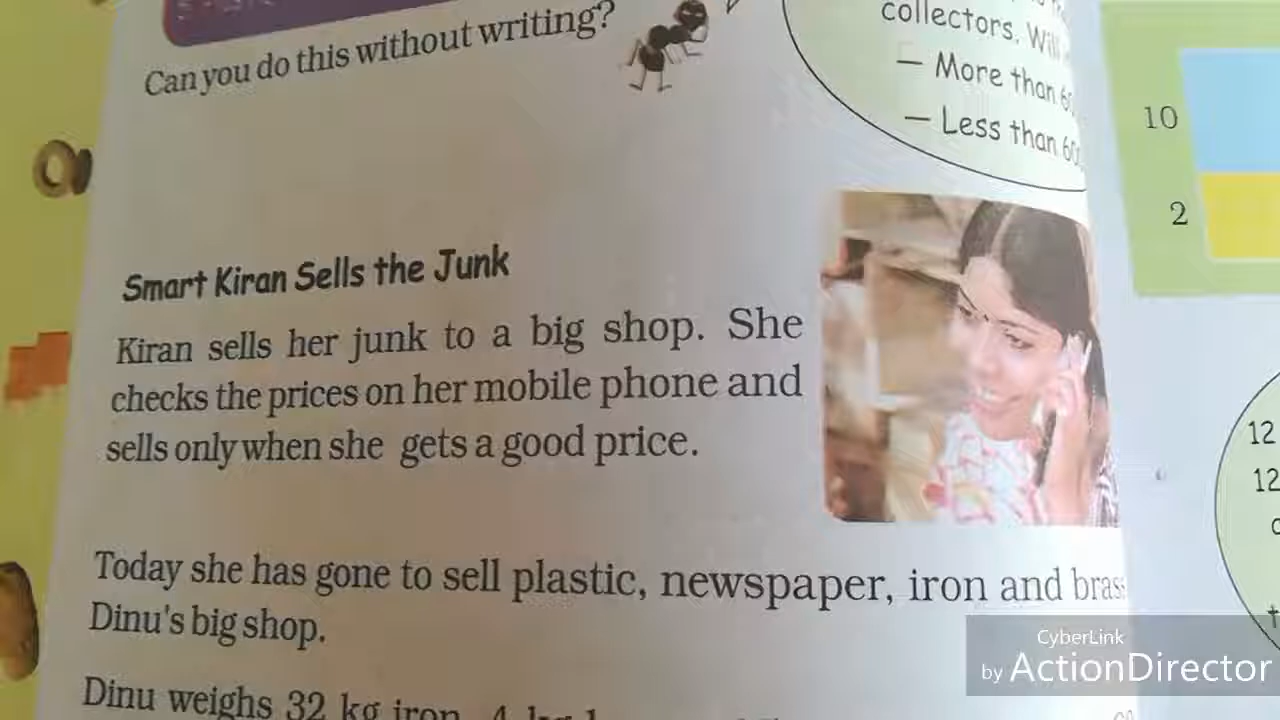 Can you do this without writing?
collectors. Will
— More than
— Less than
10
2
Smart Kiran Sells the Junk
Kiran sells her junk to a big shop. She
checks the prices on her mobile phone and
sells only when she gets a good price.
Today she has gone to sell plastic, newspaper, iron and
Dinu's big shop.
Dinu weighs 32 kg iron, 4 kg
12
12
CyberLink
by ActionDirector